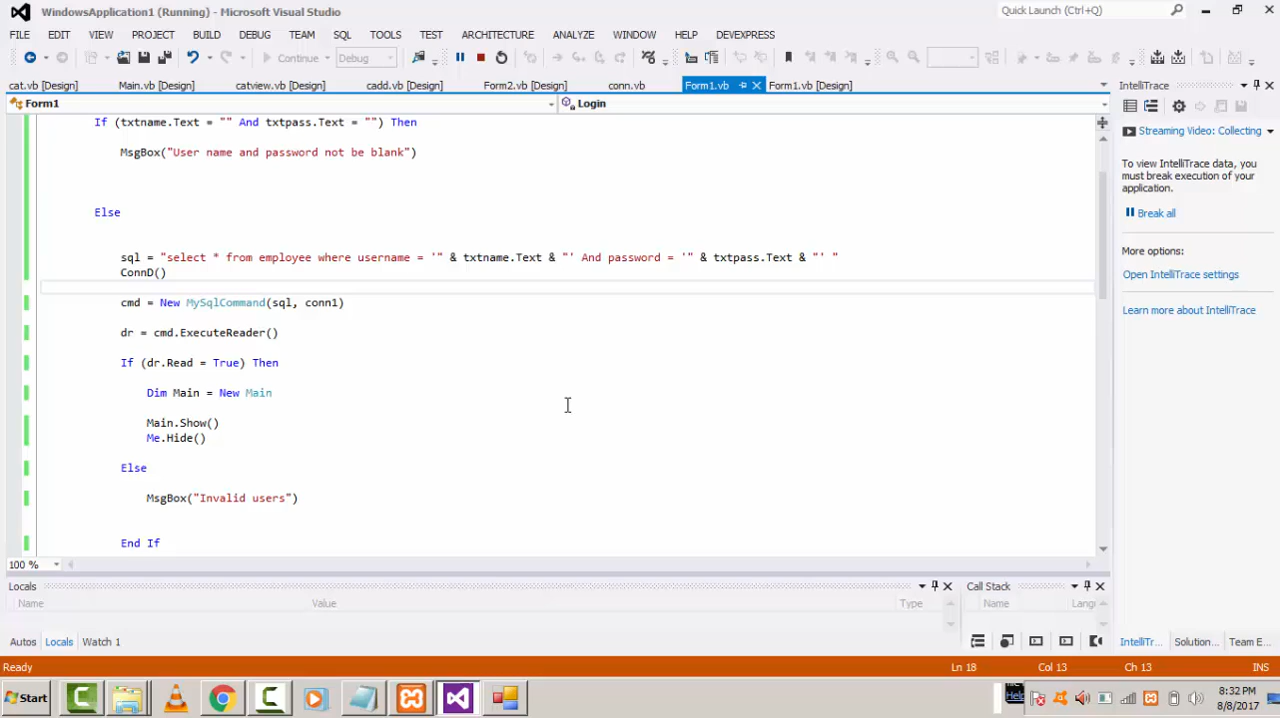 WindowsApplication1 (Running) - Microsoft Visual Studio
Quick Launch (Ctrl+Q)
FILE EDIT VIEW PROJECT BUILD DEBUG TEAM SQL TOOLS TEST ARCHITECTURE ANALYZE WINDOW HELP DEVEXPRESS
Continue Debug
cat.vb [Design] Main.vb [Design] catview.vb [Design] cadd.vb [Design] Form2.vb [Design] conn.vb Form1.vb Form1.vb [Design]
IntelliTrace
Form1 Login
If (txtname.Text = "" And txtpass.Text = "") Then
MsgBox("User name and password not be blank")
Else
sql = "select * from employee where username = '" & txtname.Text & "' And password = '" & txtpass.Text & "' "
ConnD()
cmd = New MySqlCommand(sql, conn1)
dr = cmd.ExecuteReader()
If (dr.Read = True) Then
Dim Main = New Main
Main.Show()
Me.Hide()
Else
MsgBox("Invalid users")
End If
Streaming Video: Collecting
To view IntelliTrace data, you
must break execution of your
application.
Break all
More options:
Open IntelliTrace settings
Learn more about IntelliTrace
100 %
Locals
Name Value Type
Call Stack
Name Lang
Autos Locals Watch 1
IntelliTr... Solution... Team E...
Ready Ln 18 Col 13 Ch 13 INS
Start
Help
8:32 PM
8/8/2017